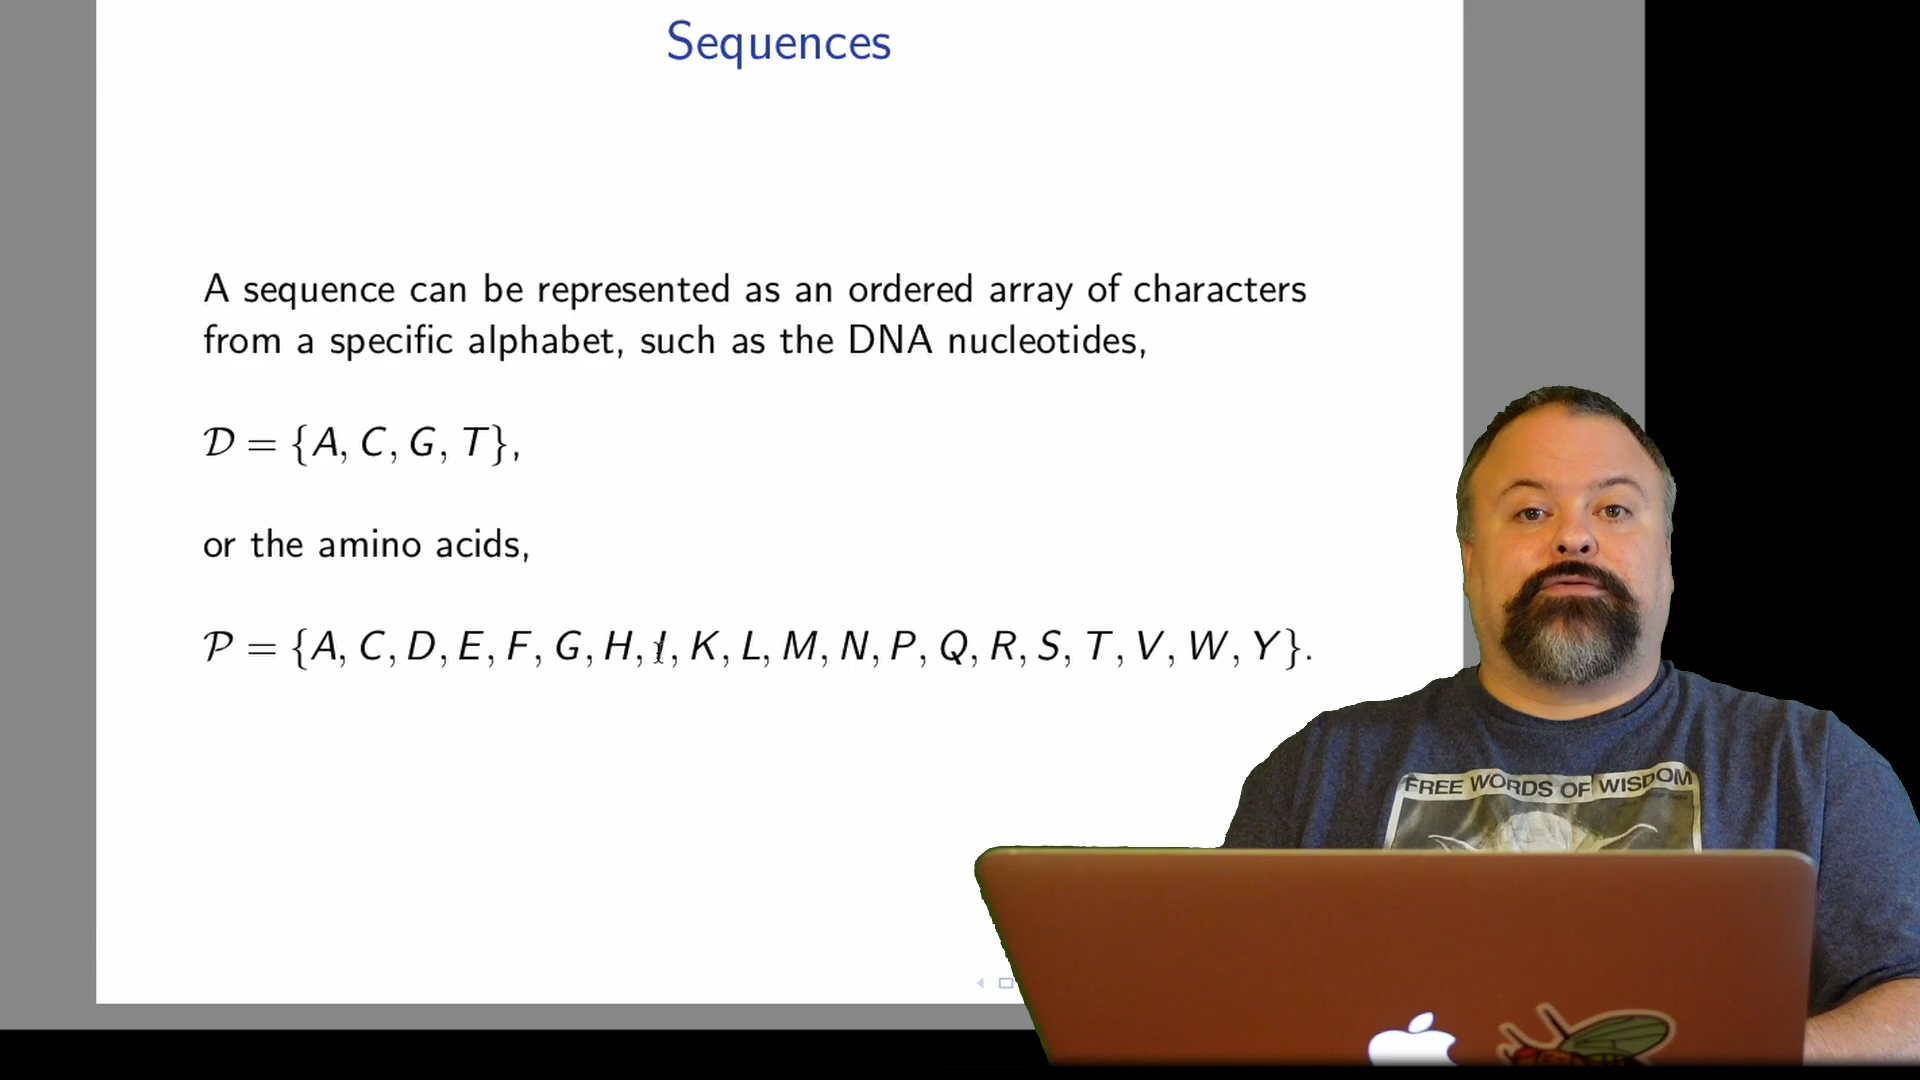 Sequences
A sequence can be represented as an ordered array of characters
from a specific alphabet, such as the DNA nucleotides,
𝒟 = {A, C, G, T},
or the amino acids,
𝒫 = {A, C, D, E, F, G, H, I, K, L, M, N, P, Q, R, S, T, V, W, Y}.
FREE WORDS OF WISDOM